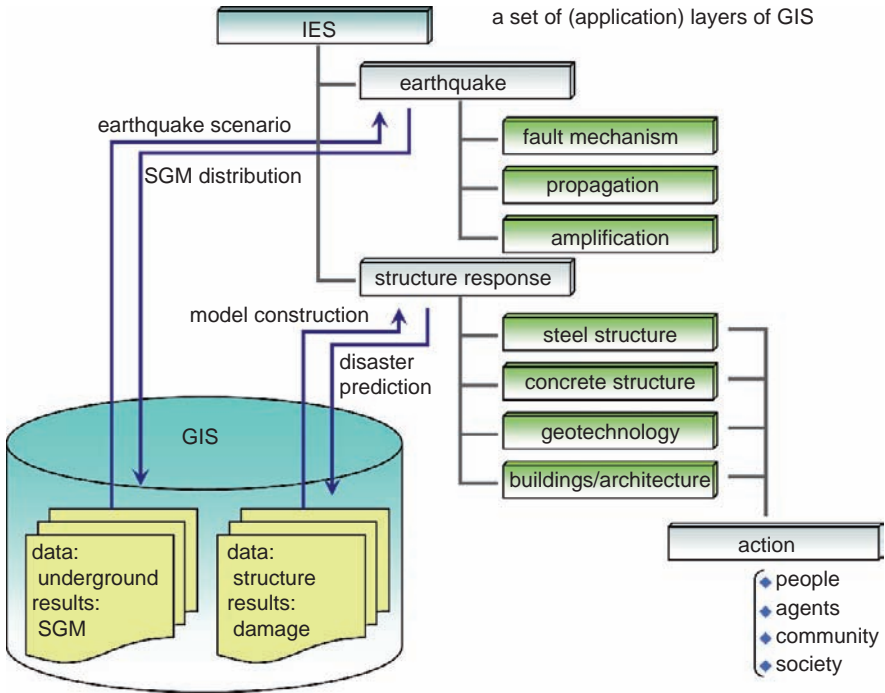 a set of (application) layers of GIS
IES
earthquake
earthquake scenario
SGM distribution
fault mechanism
propagation
amplification
structure response
model construction
disaster
prediction
steel structure
concrete structure
geotechnology
buildings/architecture
GIS
data:
underground
results:
SGM
data:
structure
results:
damage
action
people
agents
community
society